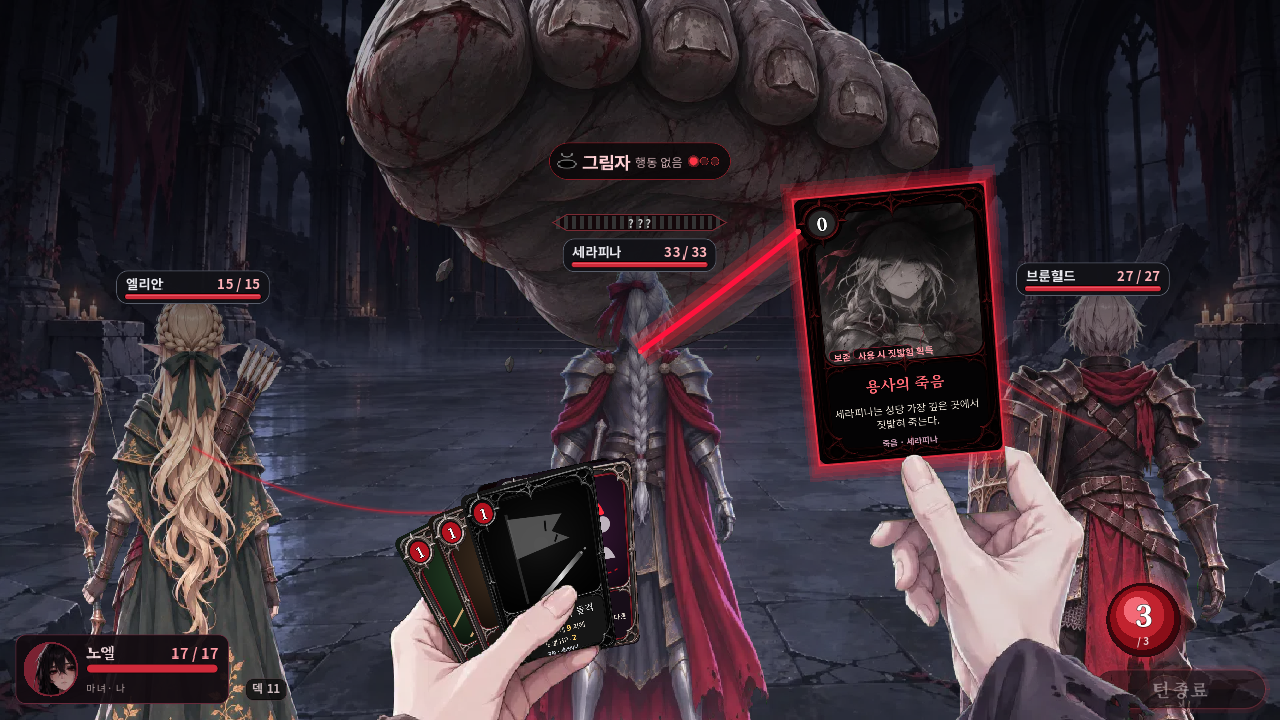 그림자 행동 없음
???
세라피나 33/33
엘리안 15/15
브룬힐드 27/27
0
보존 사용 시 짓밟힘 획득
용사의 죽음
세라피나는 성당 가장 깊은 곳에서
짓밟혀 죽는다.
죽음 · 세라피나
1
1
1
돌격
노엘 17/17
마녀 · 나
덱 11
3
/3
턴 종료